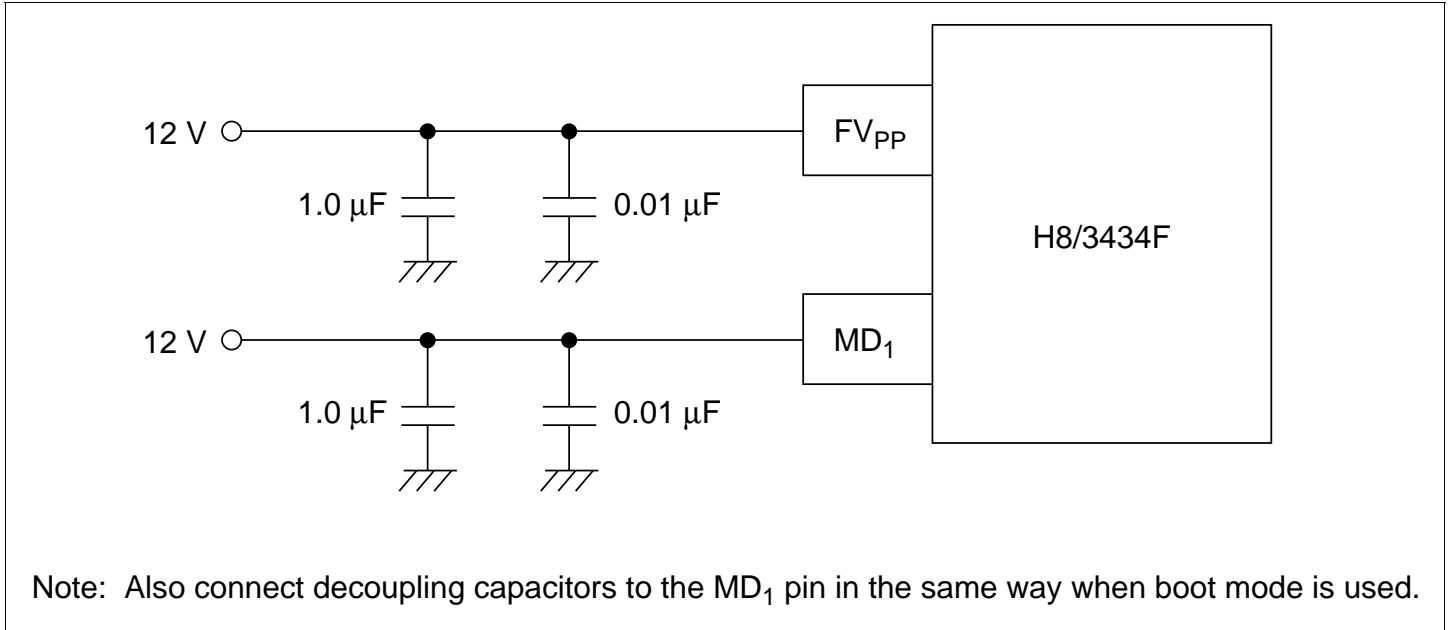 12 V
FVPP
1.0 μF
0.01 μF
H8/3434F
12 V
MD1
1.0 μF
0.01 μF
Note: Also connect decoupling capacitors to the MD1 pin in the same way when boot mode is used.